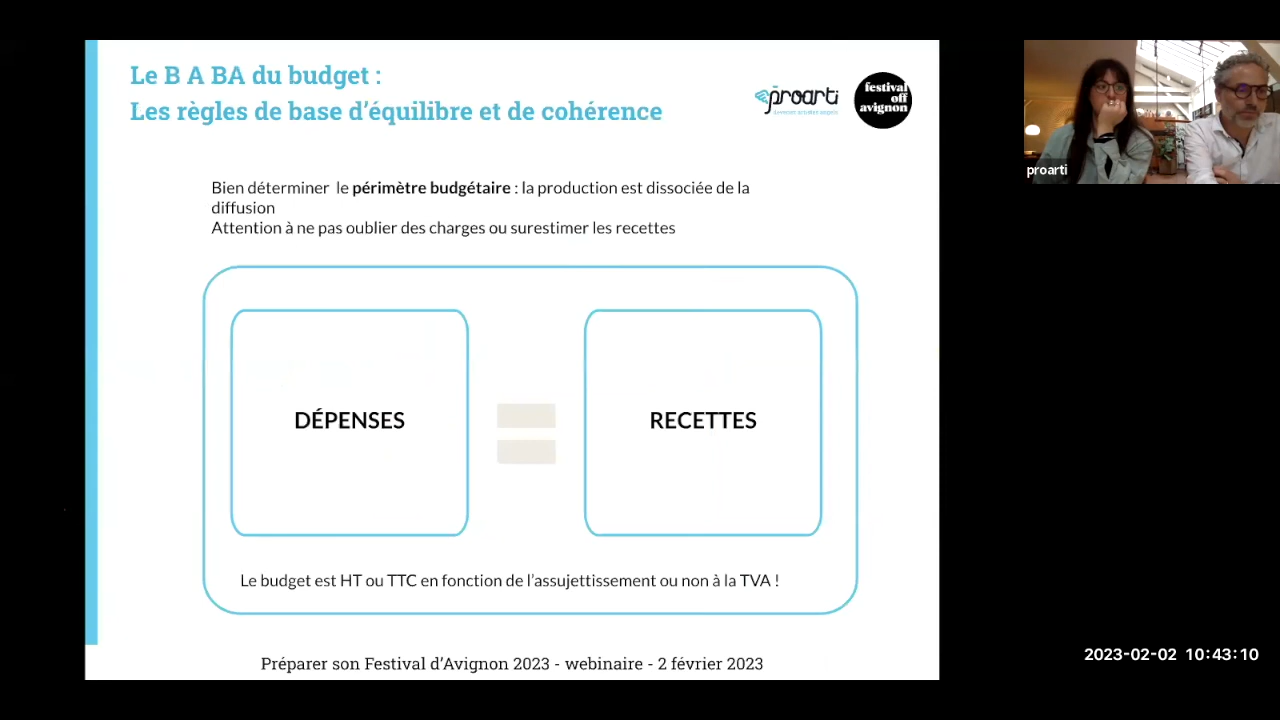 Le B A BA du budget :
Les règles de base d'équilibre et de cohérence
proarti
festival
off
avignon
Bien déterminer le périmètre budgétaire : la production est dissociée de la
diffusion
Attention à ne pas oublier des charges ou surestimer les recettes
DÉPENSES
RECETTES
Le budget est HT ou TTC en fonction de l'assujettissement ou non à la TVA !
Préparer son Festival d'Avignon 2023 - webinaire - 2 février 2023
proarti
2023-02-02 10:43:10